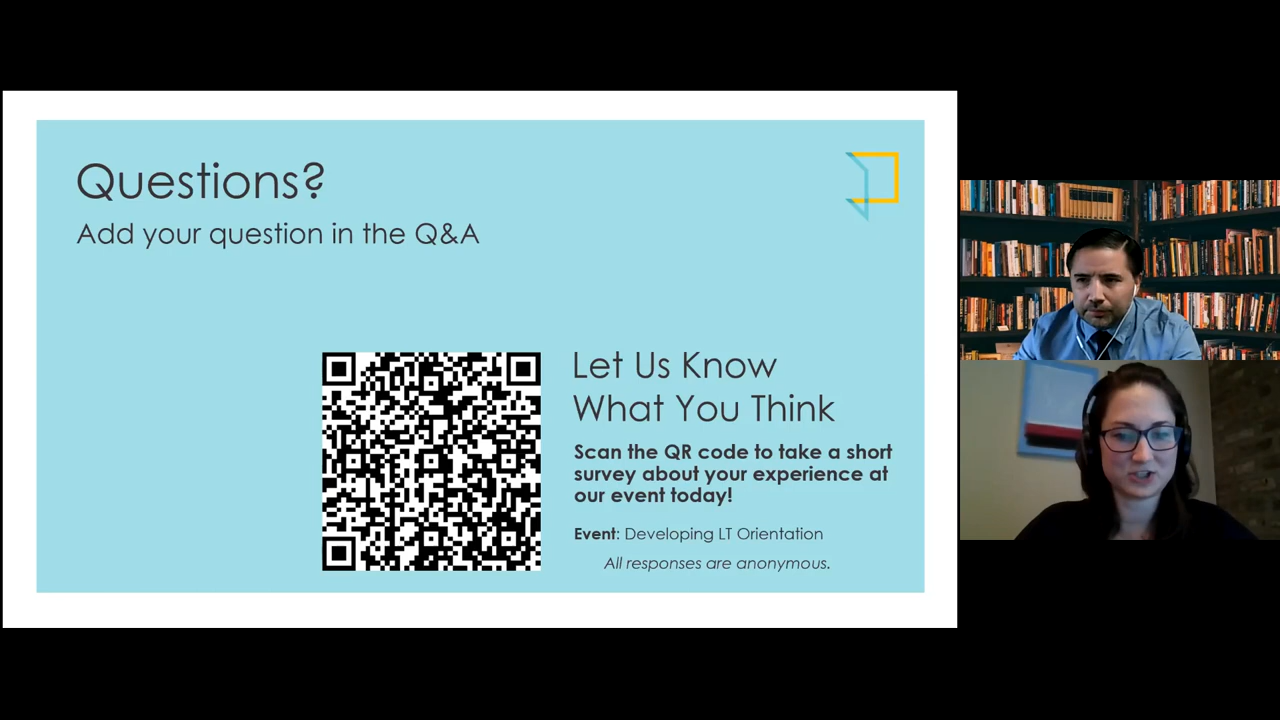 Questions?
Add your question in the Q&A
Let Us Know
What You Think
Scan the QR code to take a short
survey about your experience at
our event today!
Event: Developing LT Orientation
All responses are anonymous.